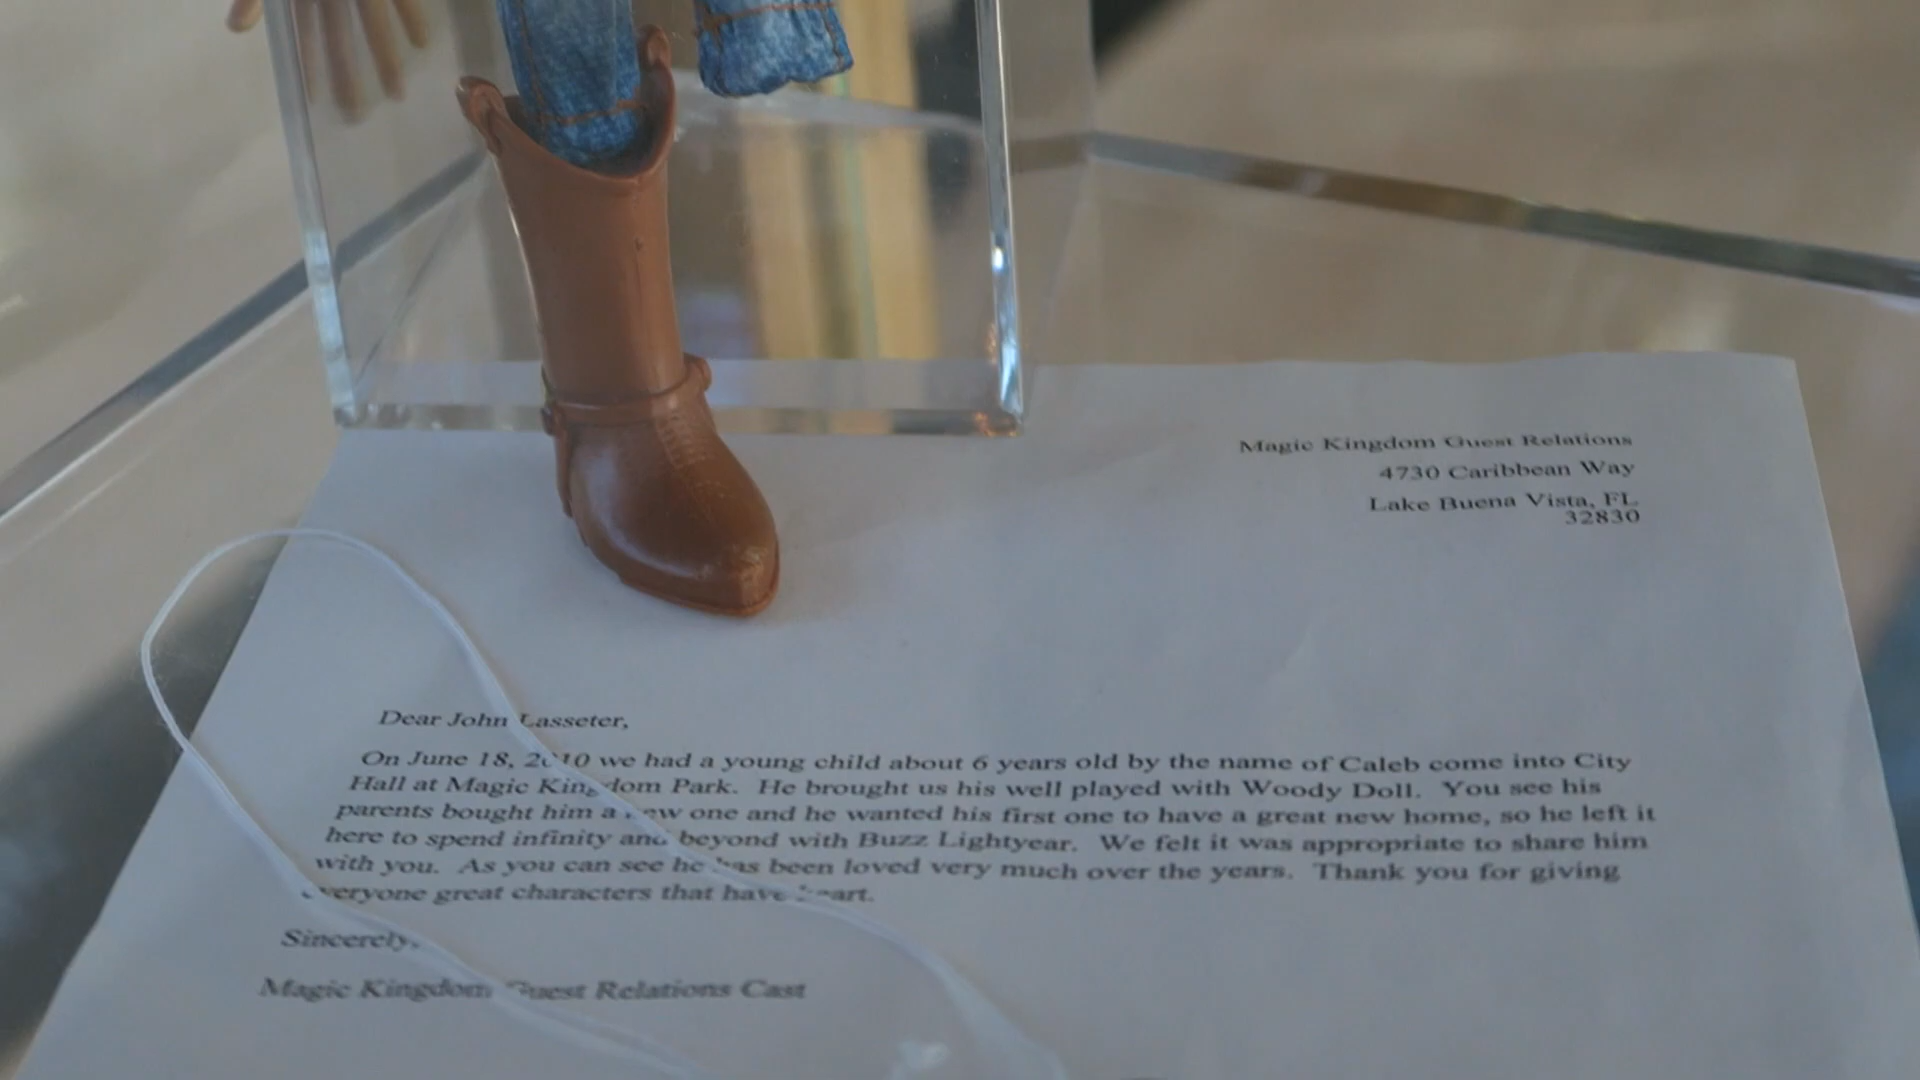 Magic Kingdom Guest Relations
4730 Caribbean Way
Lake Buena Vista, FL
32830
Dear John Lasseter,
On June 18, 2010 we had a young child about 6 years old by the name of Caleb come into City
Hall at Magic Kingdom Park. He brought us his well played with Woody Doll. You see his
parents bought him a new one and he wanted his first one to have a great new home, so he left it
here to spend infinity and beyond with Buzz Lightyear. We felt it was appropriate to share him
with you. As you can see he has been loved very much over the years. Thank you for giving
everyone great characters that have heart.
Sincerely,
Magic Kingdom Guest Relations Cast